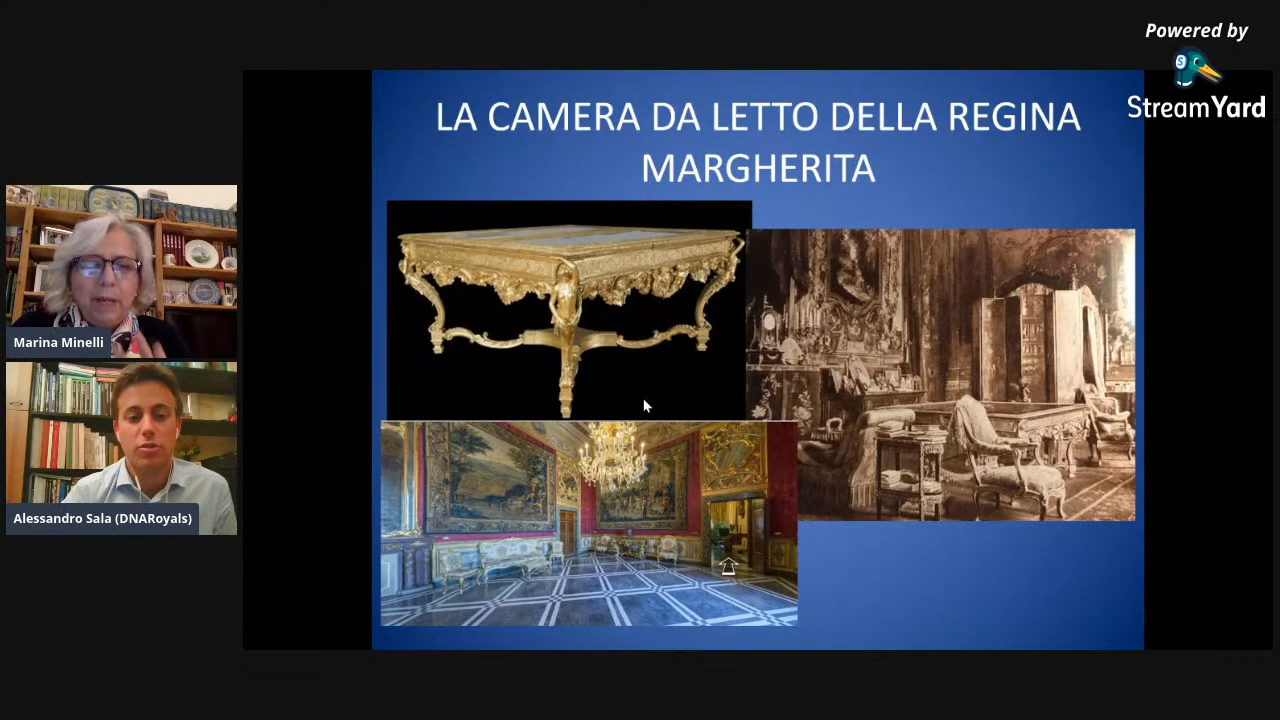 Powered by
S
StreamYard
LA CAMERA DA LETTO DELLA REGINA
MARGHERITA
Marina Minelli
Alessandro Sala (DNARoyals)